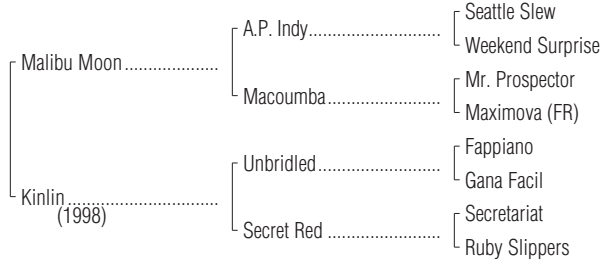 Seattle Slew
A.P. Indy..............................
Weekend Surprise
Malibu Moon.....................
Mr. Prospector
Macoumba.........................
Maximova (FR)
Fappiano
Unbridled............................
Gana Facil
Kinlin..................................
(1998)
Secretariat
Secret Red .........................
Ruby Slippers